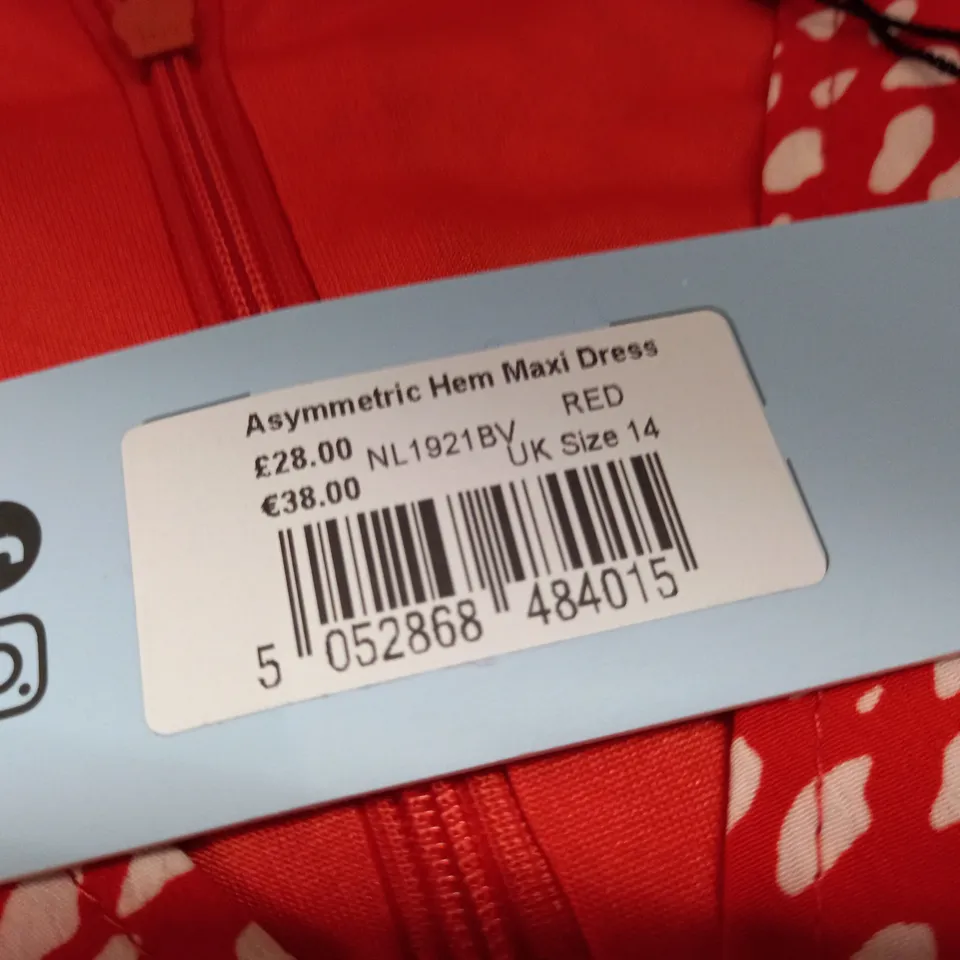 Asymmetric Hem Maxi Dress
£28.00 NL1921BV RED
€38.00 UK Size 14
5 052868 484015